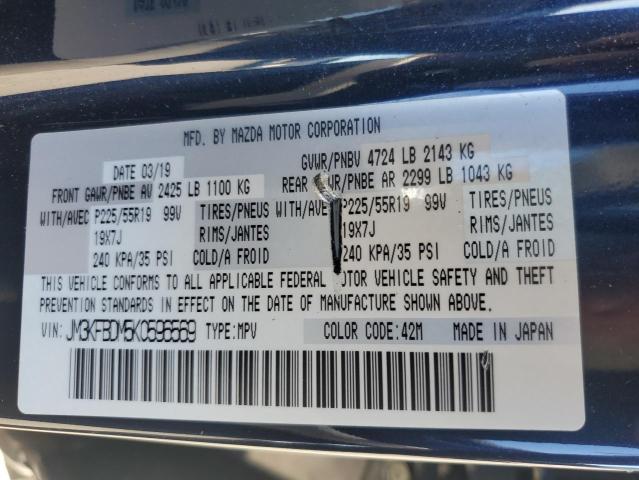 MFD. BY MAZDA MOTOR CORPORATION
DATE 03/19 GVWR/PNBV 4724 LB 2143 KG
FRONT GAWR/PNBE AV 2425 LB 1100 KG REAR GAWR/PNBE AR 2299 LB 1043 KG
WITH/AVEC P225/55R19 99V TIRES/PNEUS WITH/AVEC P225/55R19 99V TIRES/PNEUS
19X7J RIMS/JANTES 19X7J RIMS/JANTES
240 KPA/35 PSI COLD/A FROID 240 KPA/35 PSI COLD/A FROID
THIS VEHICLE CONFORMS TO ALL APPLICABLE FEDERAL MOTOR VEHICLE SAFETY AND THEFT
PREVENTION STANDARDS IN EFFECT ON THE DATE OF MANUFACTURE SHOWN ABOVE.
VIN: JM3KFBDM5K0596569 TYPE:MPV COLOR CODE:42M MADE IN JAPAN